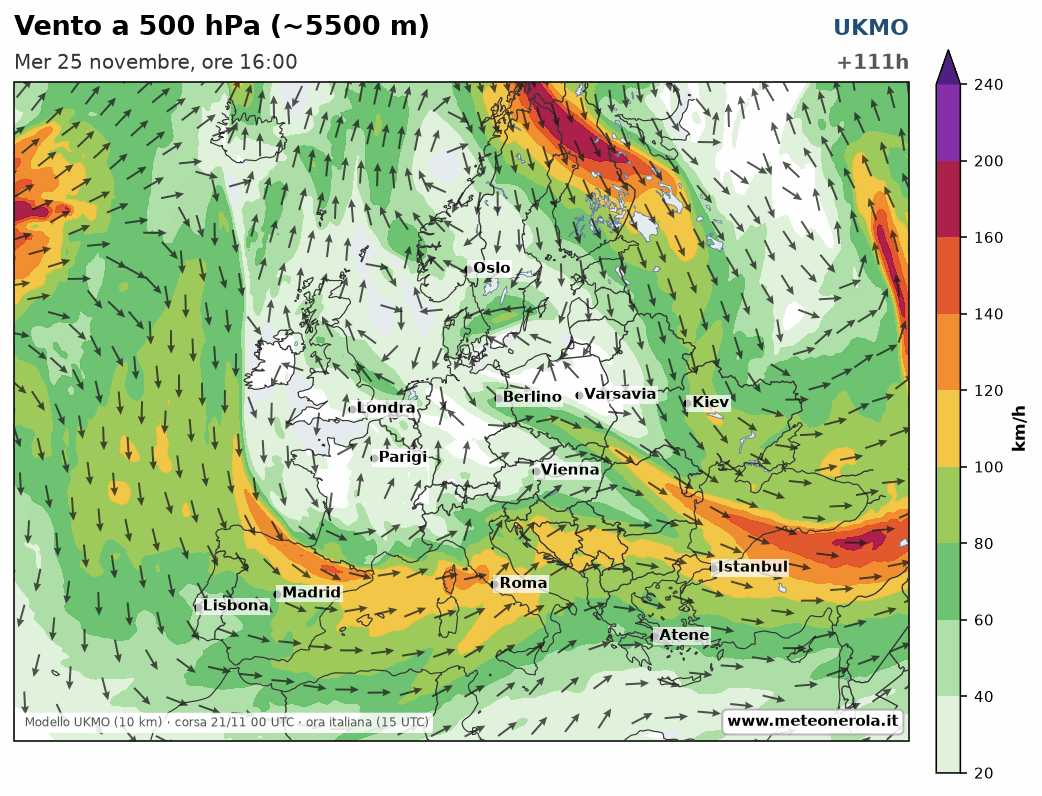 Vento a 500 hPa (~5500 m)
UKMO
Mer 25 novembre, ore 16:00
+111h
240
200
160
140
120
100
80
60
40
20
km/h
Oslo
Berlino
Varsavia
Kiev
Londra
Parigi
Vienna
Istanbul
Roma
Madrid
Lisbona
Atene
Modello UKMO (10 km) · corsa 21/11 00 UTC · ora italiana (15 UTC)
www.meteonerola.it